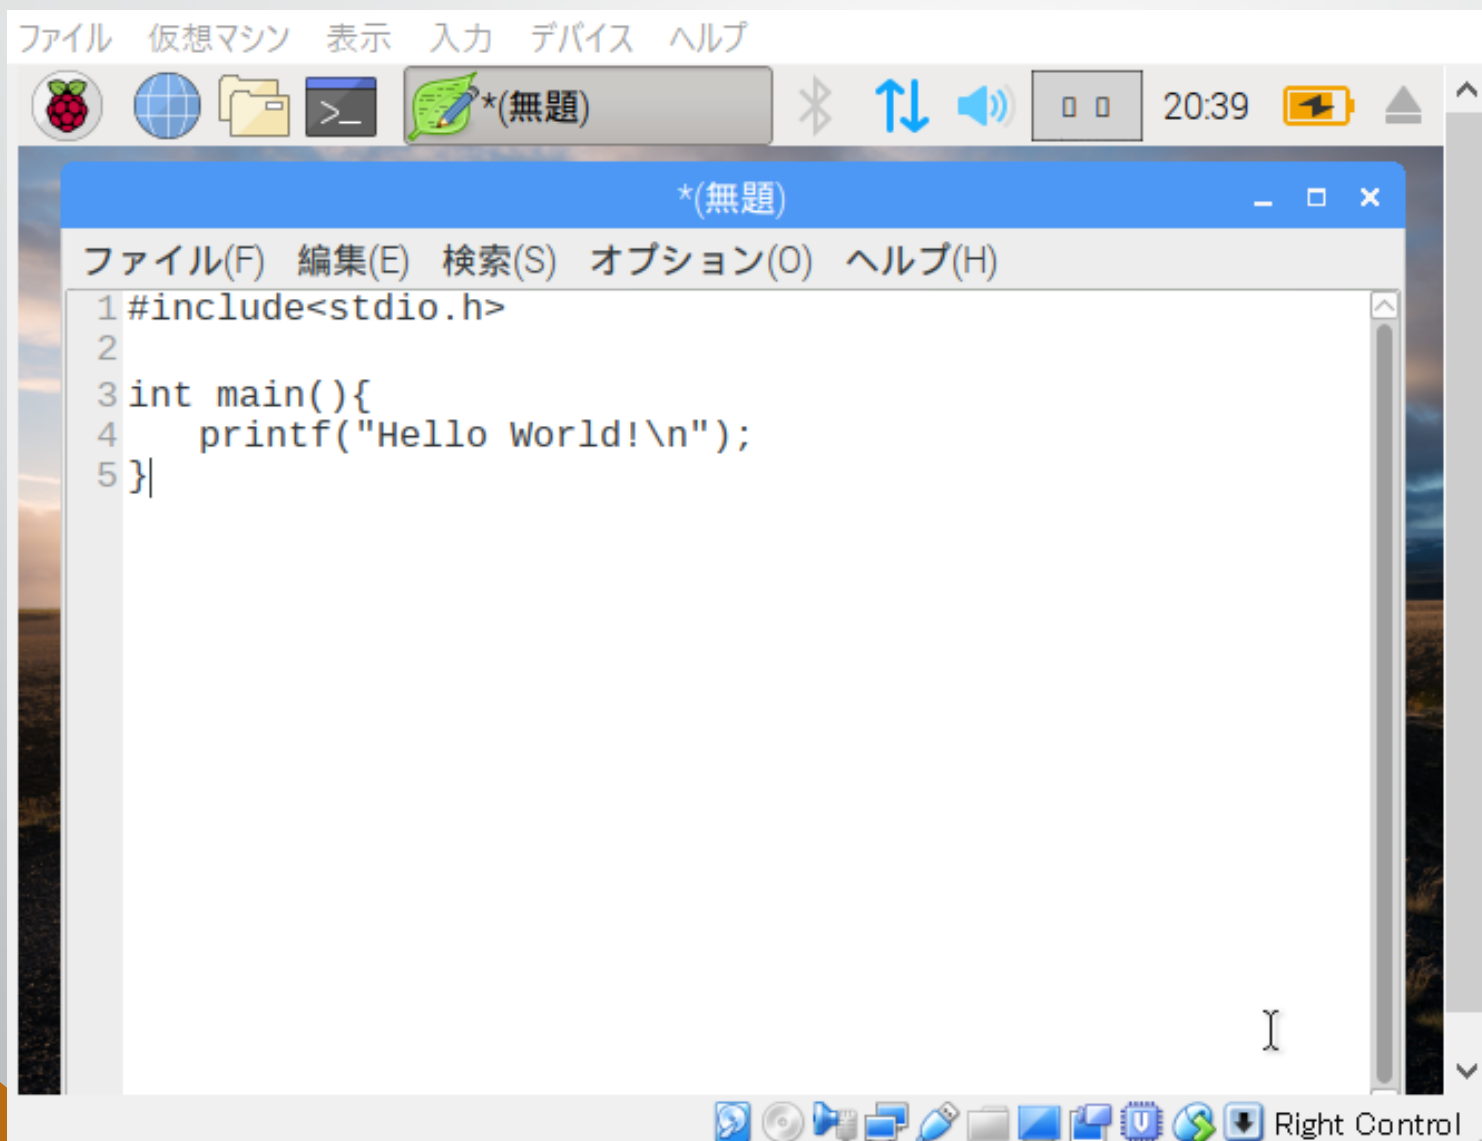 ファイル 仮想マシン 表示 入力 デバイス ヘルプ
>_ *(無題) 20:39
*(無題)
ファイル(F) 編集(E) 検索(S) オプション(O) ヘルプ(H)
1 #include<stdio.h>
2
3 int main(){
4    printf("Hello World!\n");
5 }
Right Control